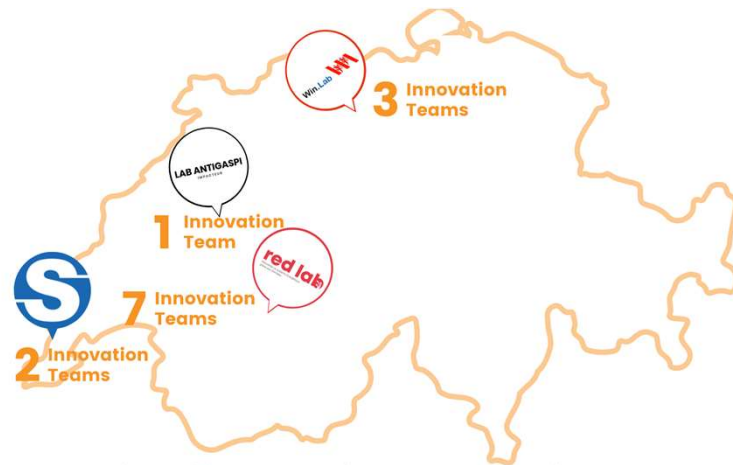 Win.Lab
3 Innovation
Teams
LAB ANTIGASPI
1 Innovation
Team
red lab
S
7 Innovation
Teams
2 Innovation
Teams